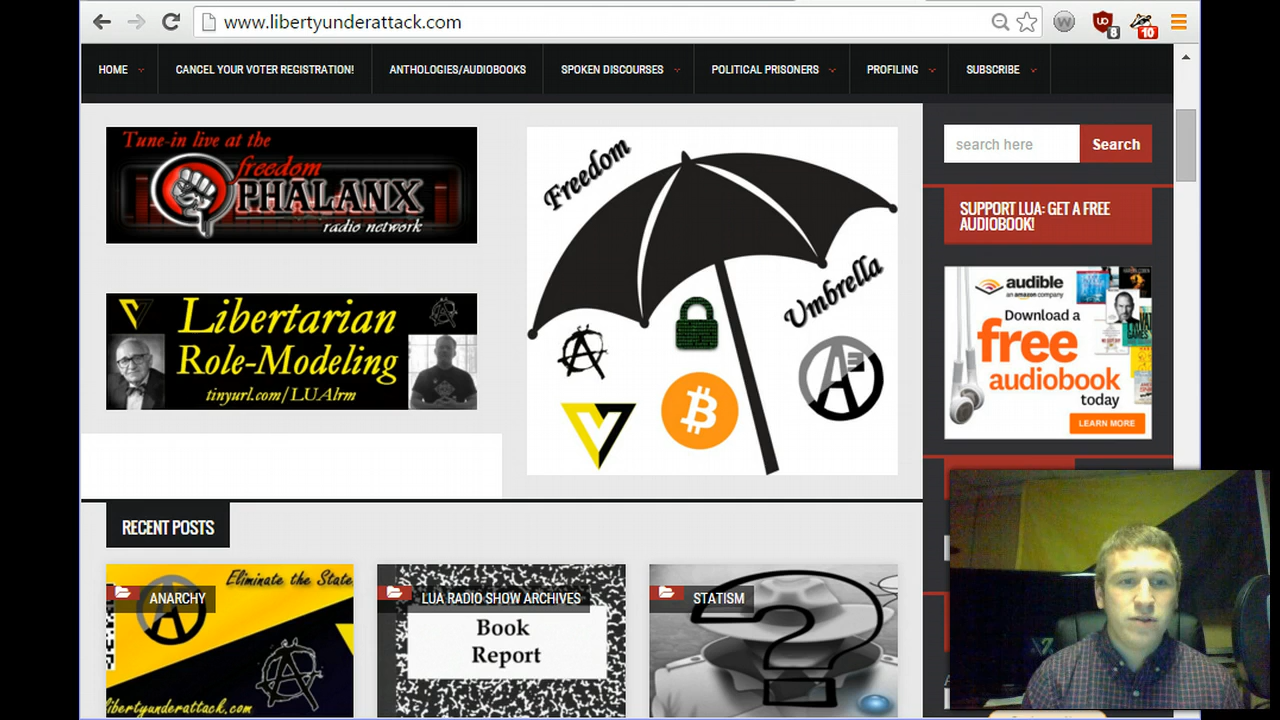 www.libertyunderattack.com
W
UO
8
10
HOME
CANCEL YOUR VOTER REGISTRATION!
ANTHOLOGIES/AUDIOBOOKS
SPOKEN DISCOURSES
POLITICAL PRISONERS
PROFILING
SUBSCRIBE
Tune-in live at the
freedom
PHALANX
radio network
Libertarian
Role-Modeling
tinyurl.com/LUAlrm
Freedom
Umbrella
search here
Search
SUPPORT LUA: GET A FREE
AUDIOBOOK!
audible
an amazon company
Download a
free
audiobook
today
LEARN MORE
RECENT POSTS
Eliminate the State
ANARCHY
libertyunderattack.com
LUA RADIO SHOW ARCHIVES
Book
Report
STATISM